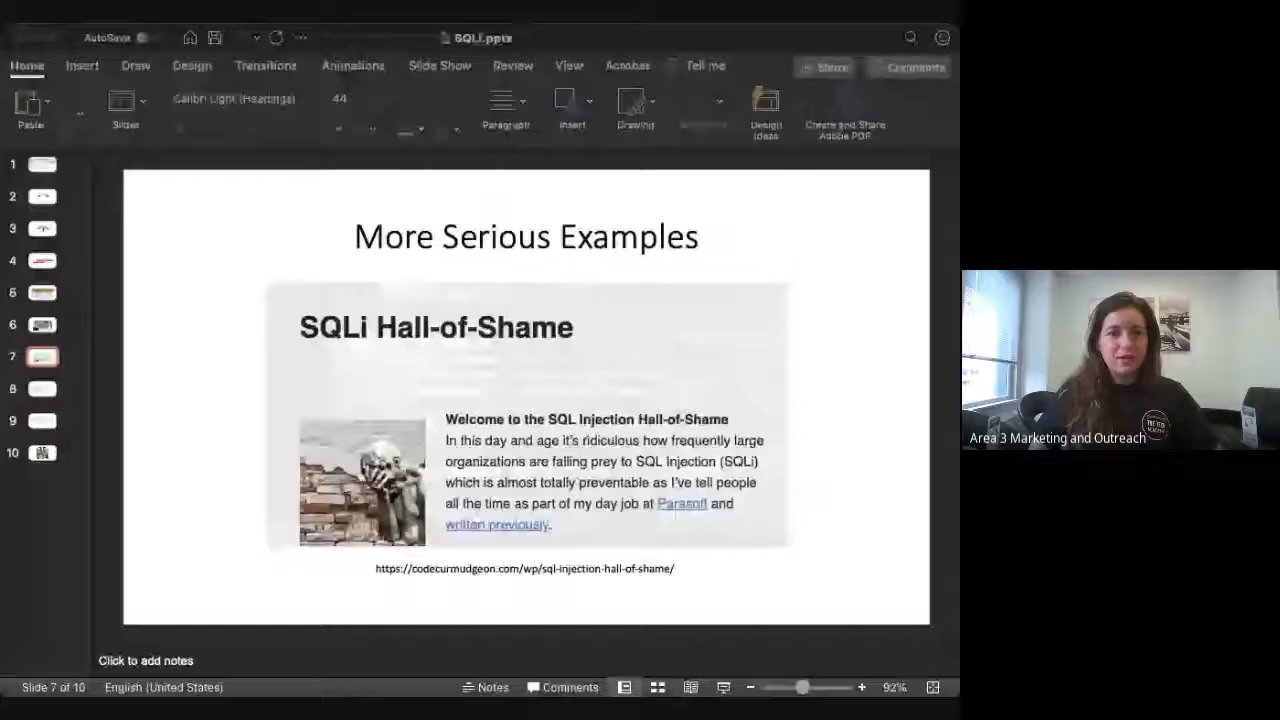 AutoSave
SQLi.pptx
Home Insert Draw Design Transitions Animations Slide Show Review View Acrobat Tell me
Share Comments
Calibri Light (Headings) 44
Paste Slides Paragraph Insert Drawing Design Ideas Create and Share Adobe PDF
1
2
3
4
5
6
7
8
9
10
More Serious Examples
SQLi Hall-of-Shame
Welcome to the SQL Injection Hall-of-Shame
In this day and age it's ridiculous how frequently large
organizations are falling prey to SQL Injection (SQLi)
which is almost totally preventable as I've tell people
all the time as part of my day job at Parasoft and
written previously.
https://codecurmudgeon.com/wp/sql-injection-hall-of-shame/
Area 3 Marketing and Outreach
Click to add notes
Slide 7 of 10 English (United States) Notes Comments 92%